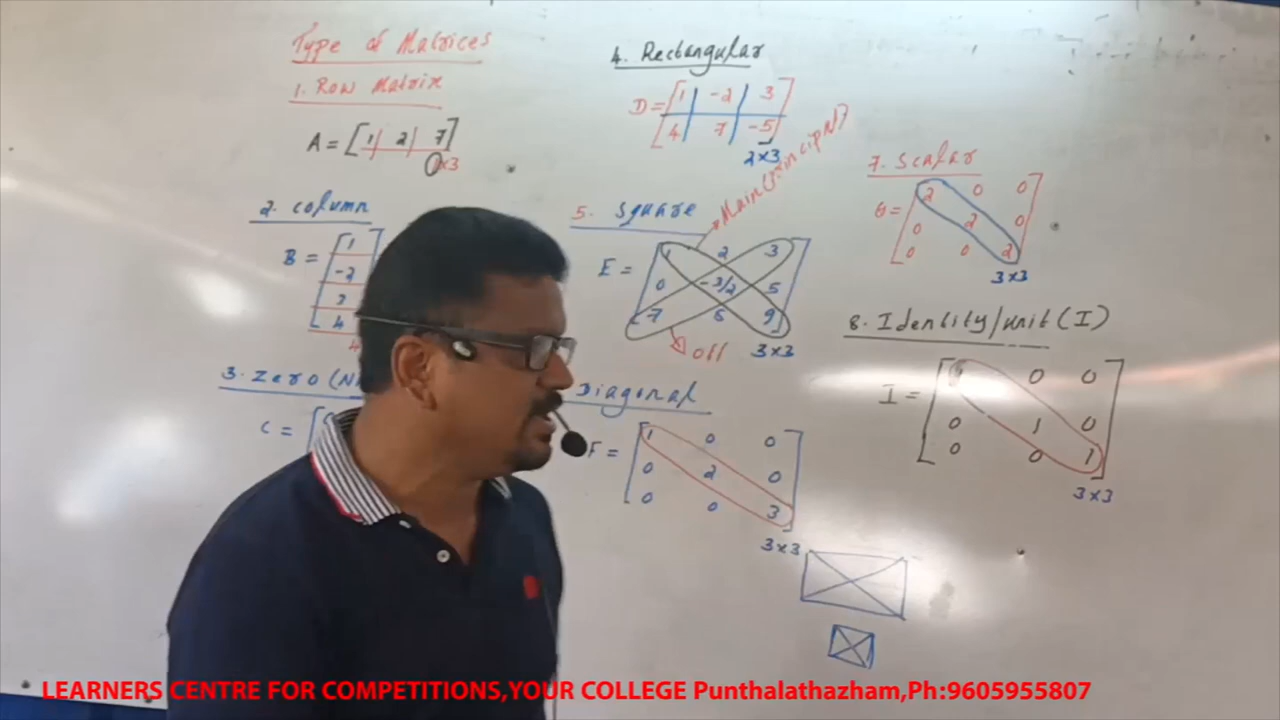 Type of Matrices
1. Row Matrix
A = [1 2 7]
1×3
2. column
B = [1
-2
3
4
3. Zero (N
C = [
4. Rectangular
D = [1 -2 3
4 7 -5]
2×3
Main(principal)
5. Square
E = [1 2 3
0 -3/2 5
-7 6 9]
off
3×3
Diagonal
F = [1 0 0
0 2 0
0 0 3]
3×3
7. Scalar
G = [2 0 0
0 2 0
0 0 2]
3×3
8. Identity/unit (I)
I = [ 0 0
0 1 0
0 0 1]
3×3
LEARNERS CENTRE FOR COMPETITIONS,YOUR COLLEGE Punthalathazham,Ph:9605955807